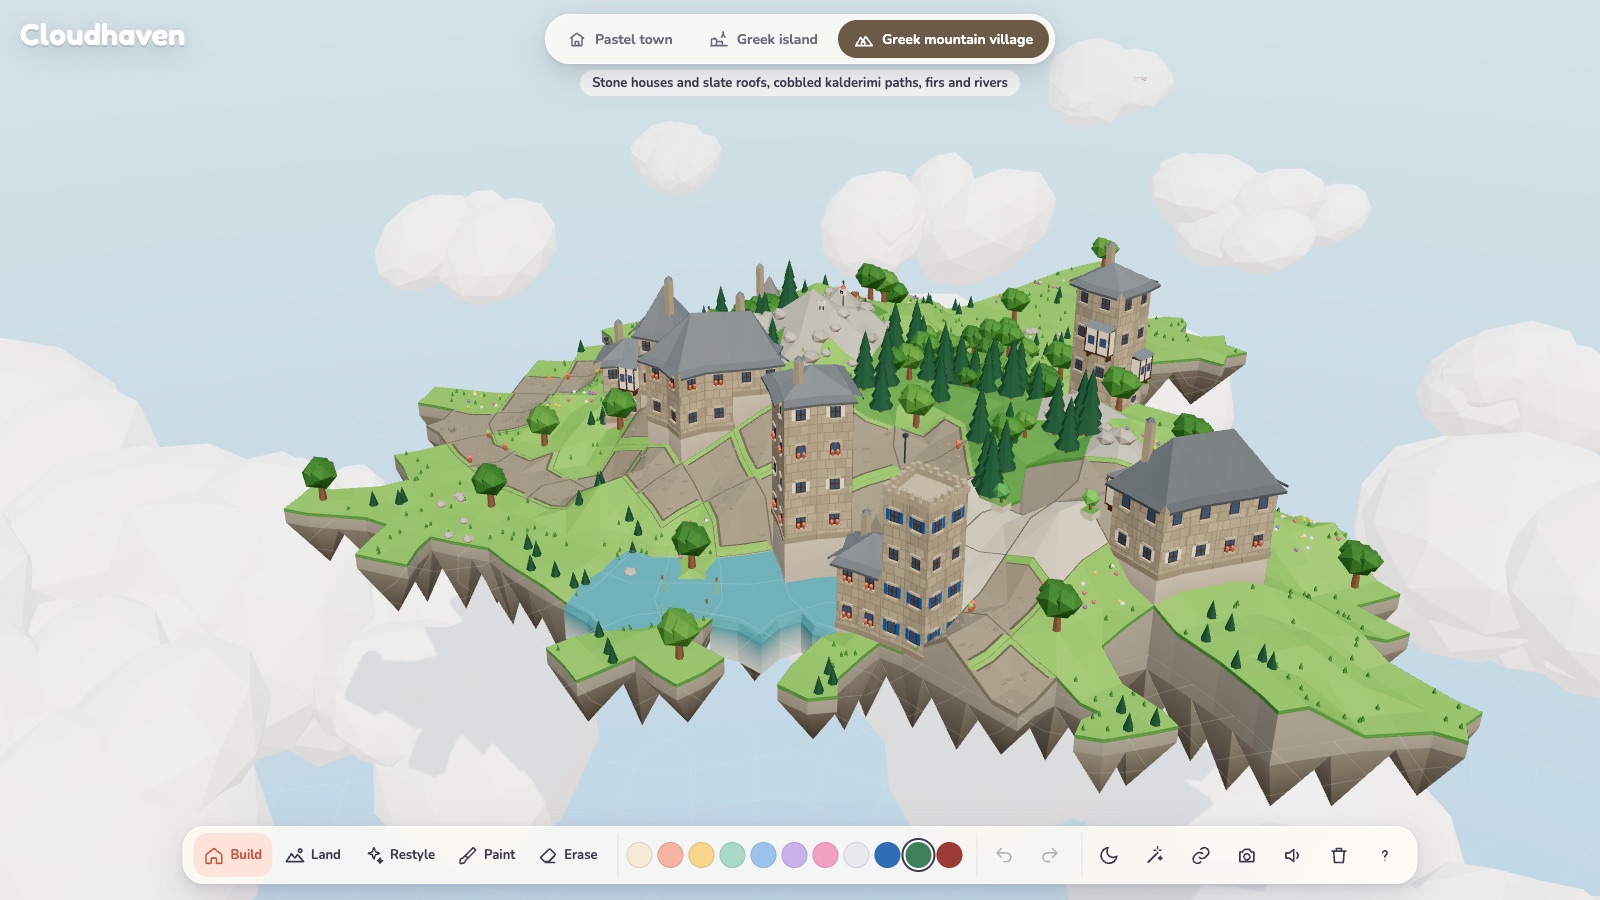 Cloudhaven
Pastel town
Greek island
Greek mountain village
Stone houses and slate roofs, cobbled kalderimi paths, firs and rivers
Build
Land
Restyle
Paint
Erase
?